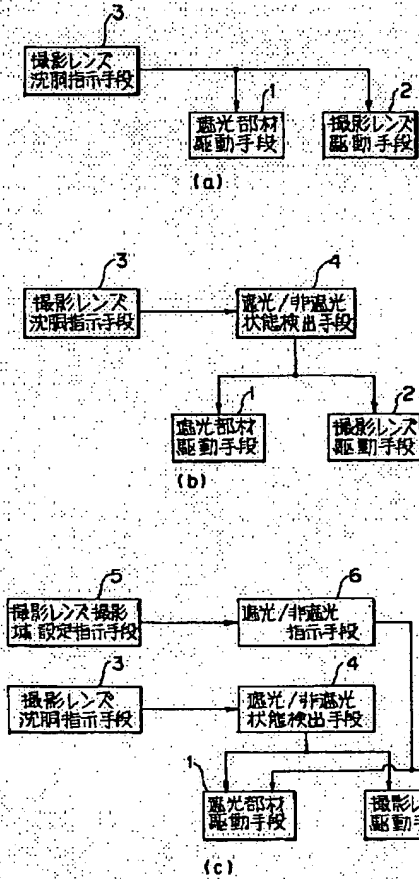 3
撮影レンズ
沈胴指示手段
1
遮光部材
駆動手段
2
撮影レンズ
駆動手段
(a)
3
撮影レンズ
沈胴指示手段
4
遮光/非遮光
状態検出手段
1
遮光部材
駆動手段
2
撮影レンズ
駆動手段
(b)
5
撮影レンズ撮影
域設定指示手段
6
遮光/非遮光
指示手段
3
撮影レンズ
沈胴指示手段
4
遮光/非遮光
状態検出手段
1
遮光部材
駆動手段
撮影レ
駆動手
(c)